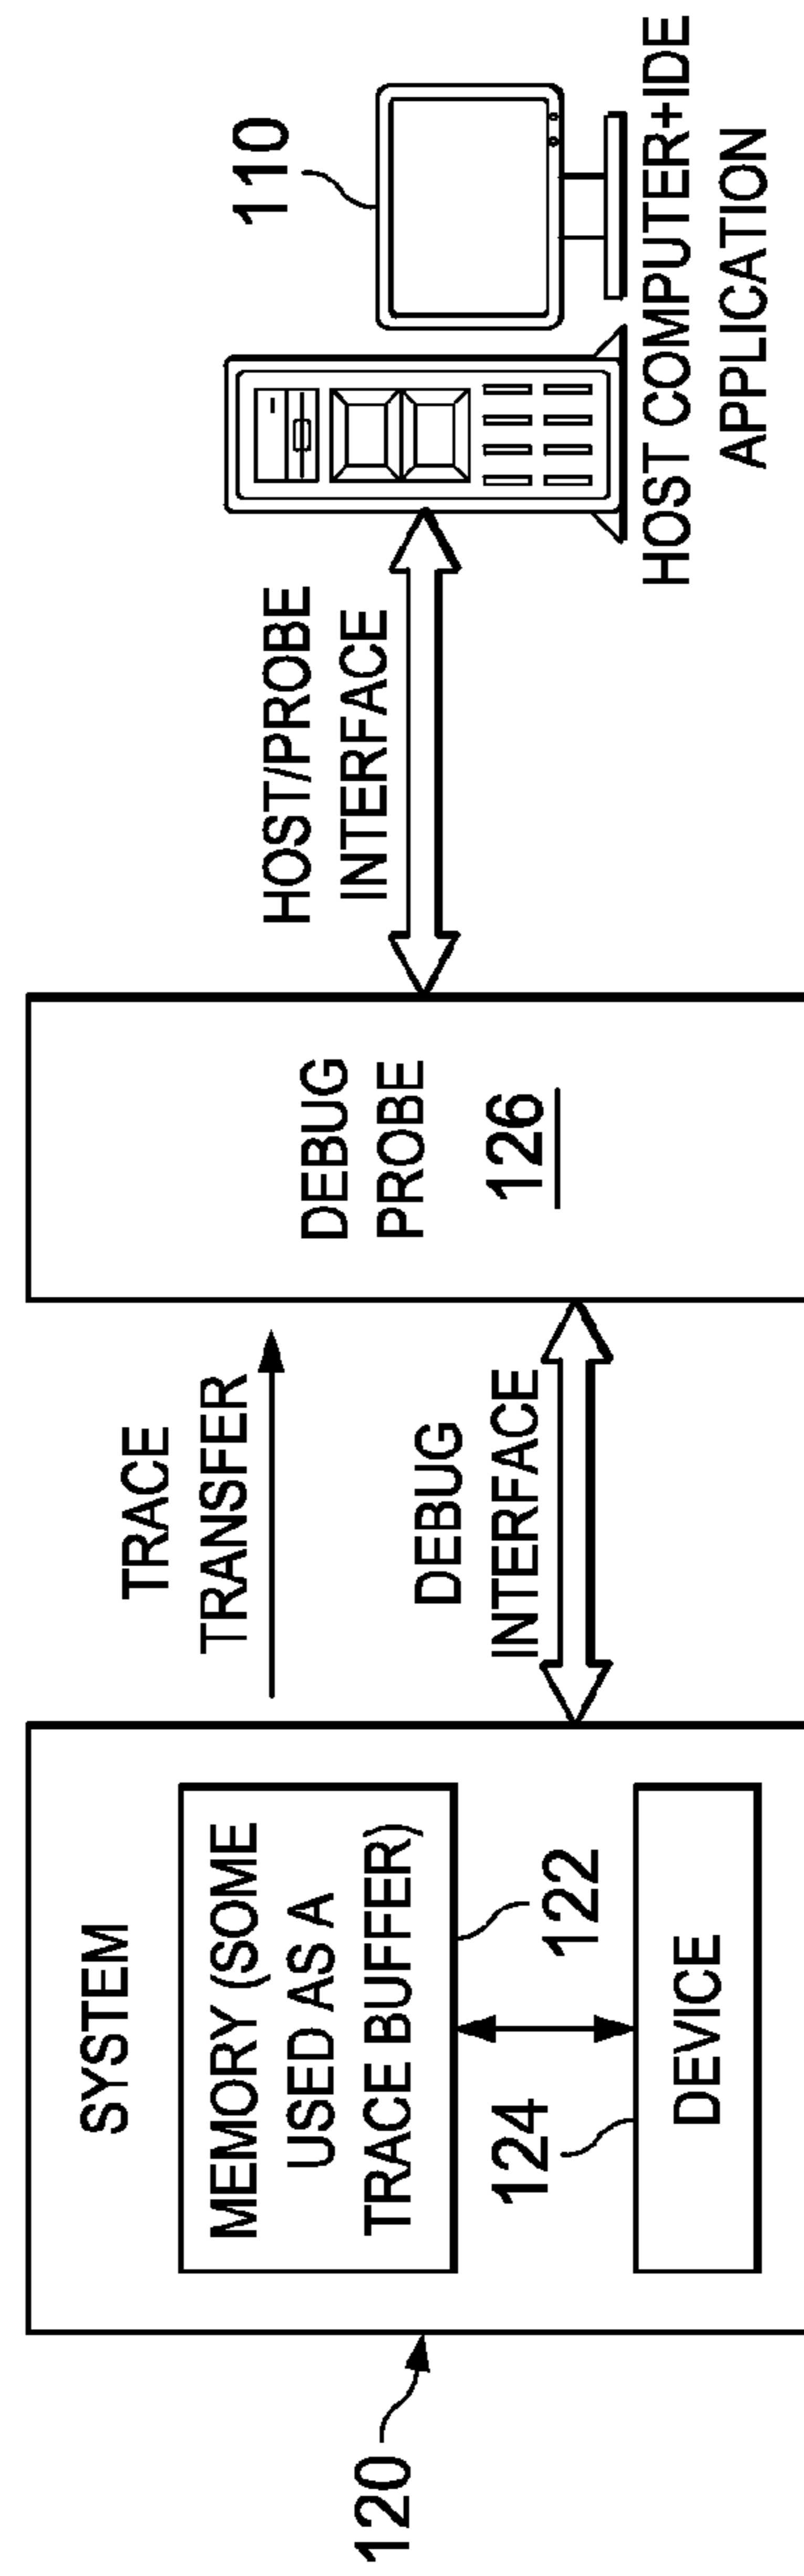 120
SYSTEM
MEMORY (SOME
USED AS A
TRACE BUFFER)
122
124
DEVICE
TRACE
TRANSFER
DEBUG
INTERFACE
DEBUG
PROBE
126
HOST/PROBE
INTERFACE
110
HOST COMPUTER+IDE
APPLICATION